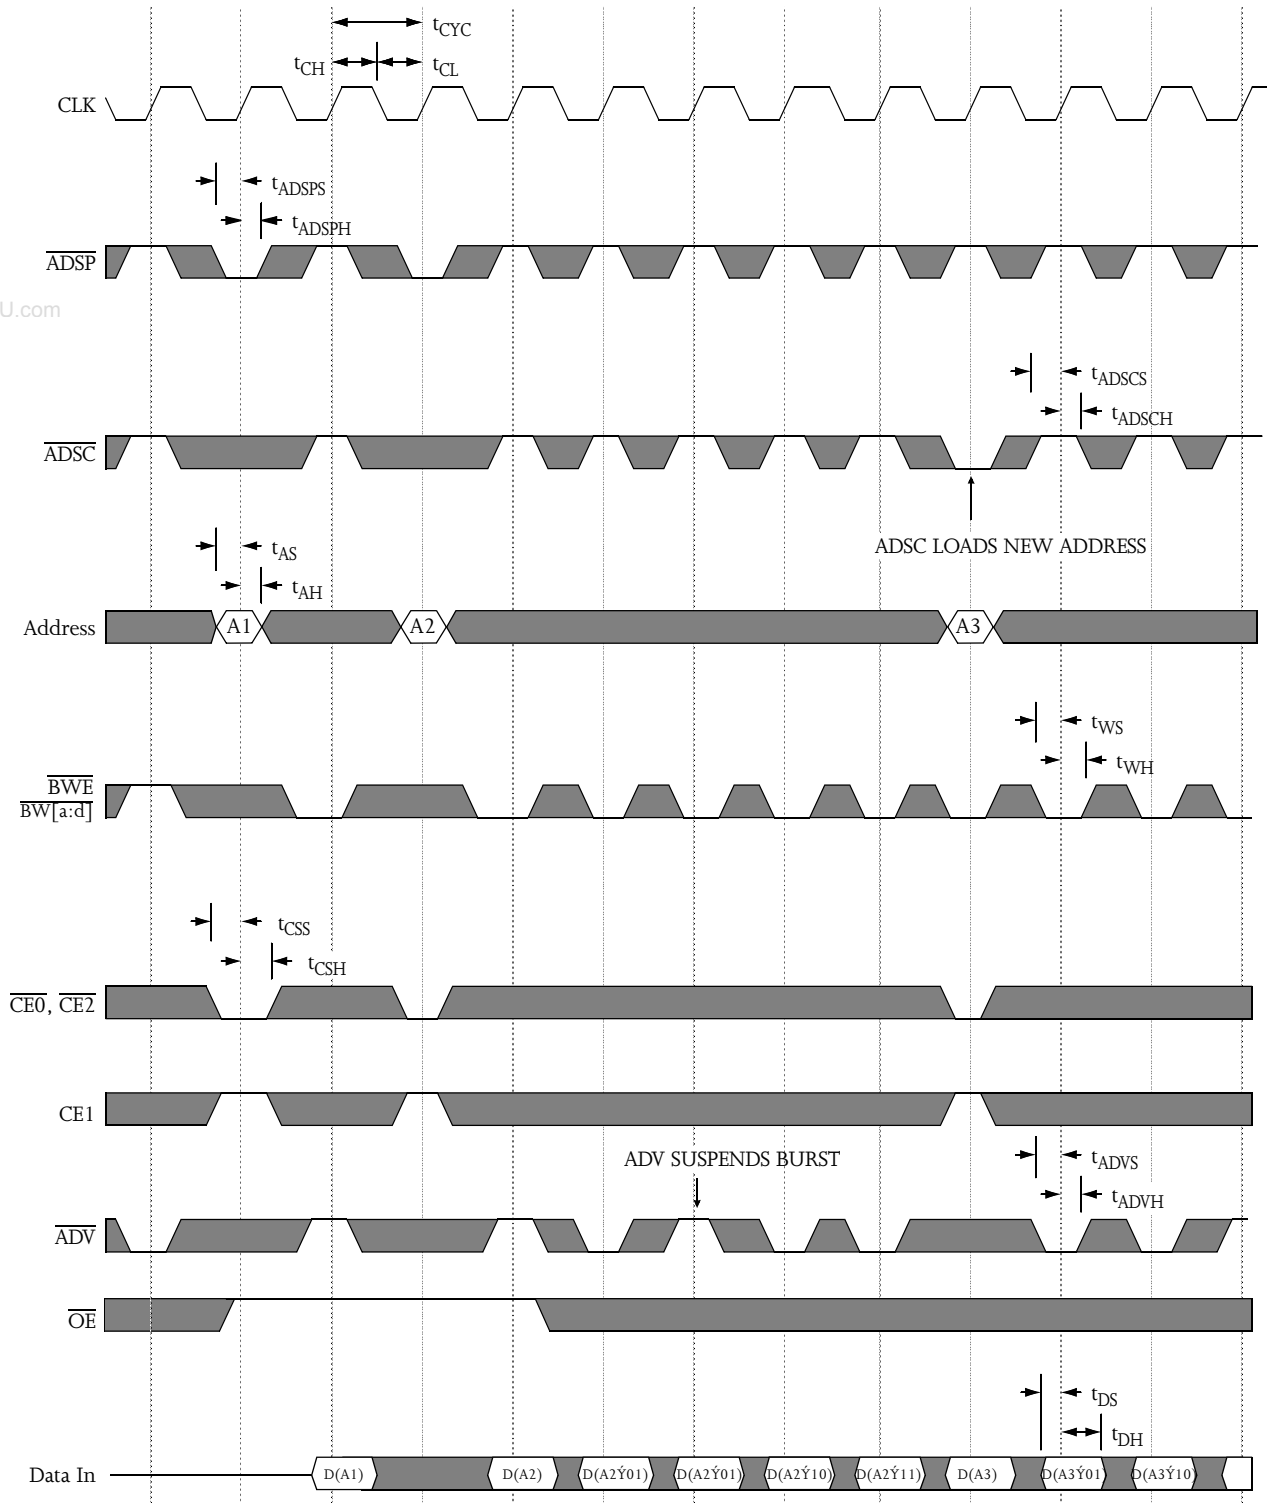 tCYC
tCH tCL
CLK
tADSPS
tADSPH
ADSP
U.com
tADSCS
tADSCH
ADSC
ADSC LOADS NEW ADDRESS
tAS
tAH
Address A1 A2 A3
tWS
tWH
BWE
BW[a:d]
tCSS
tCSH
CE0, CE2
CE1
ADV SUSPENDS BURST
tADVS
tADVH
ADV
OE
tDS
tDH
Data In D(A1) D(A2) D(A2Ý01) D(A2Ý01) D(A2Ý10) D(A2Ý11) D(A3) D(A3Ý01) D(A3Ý10)